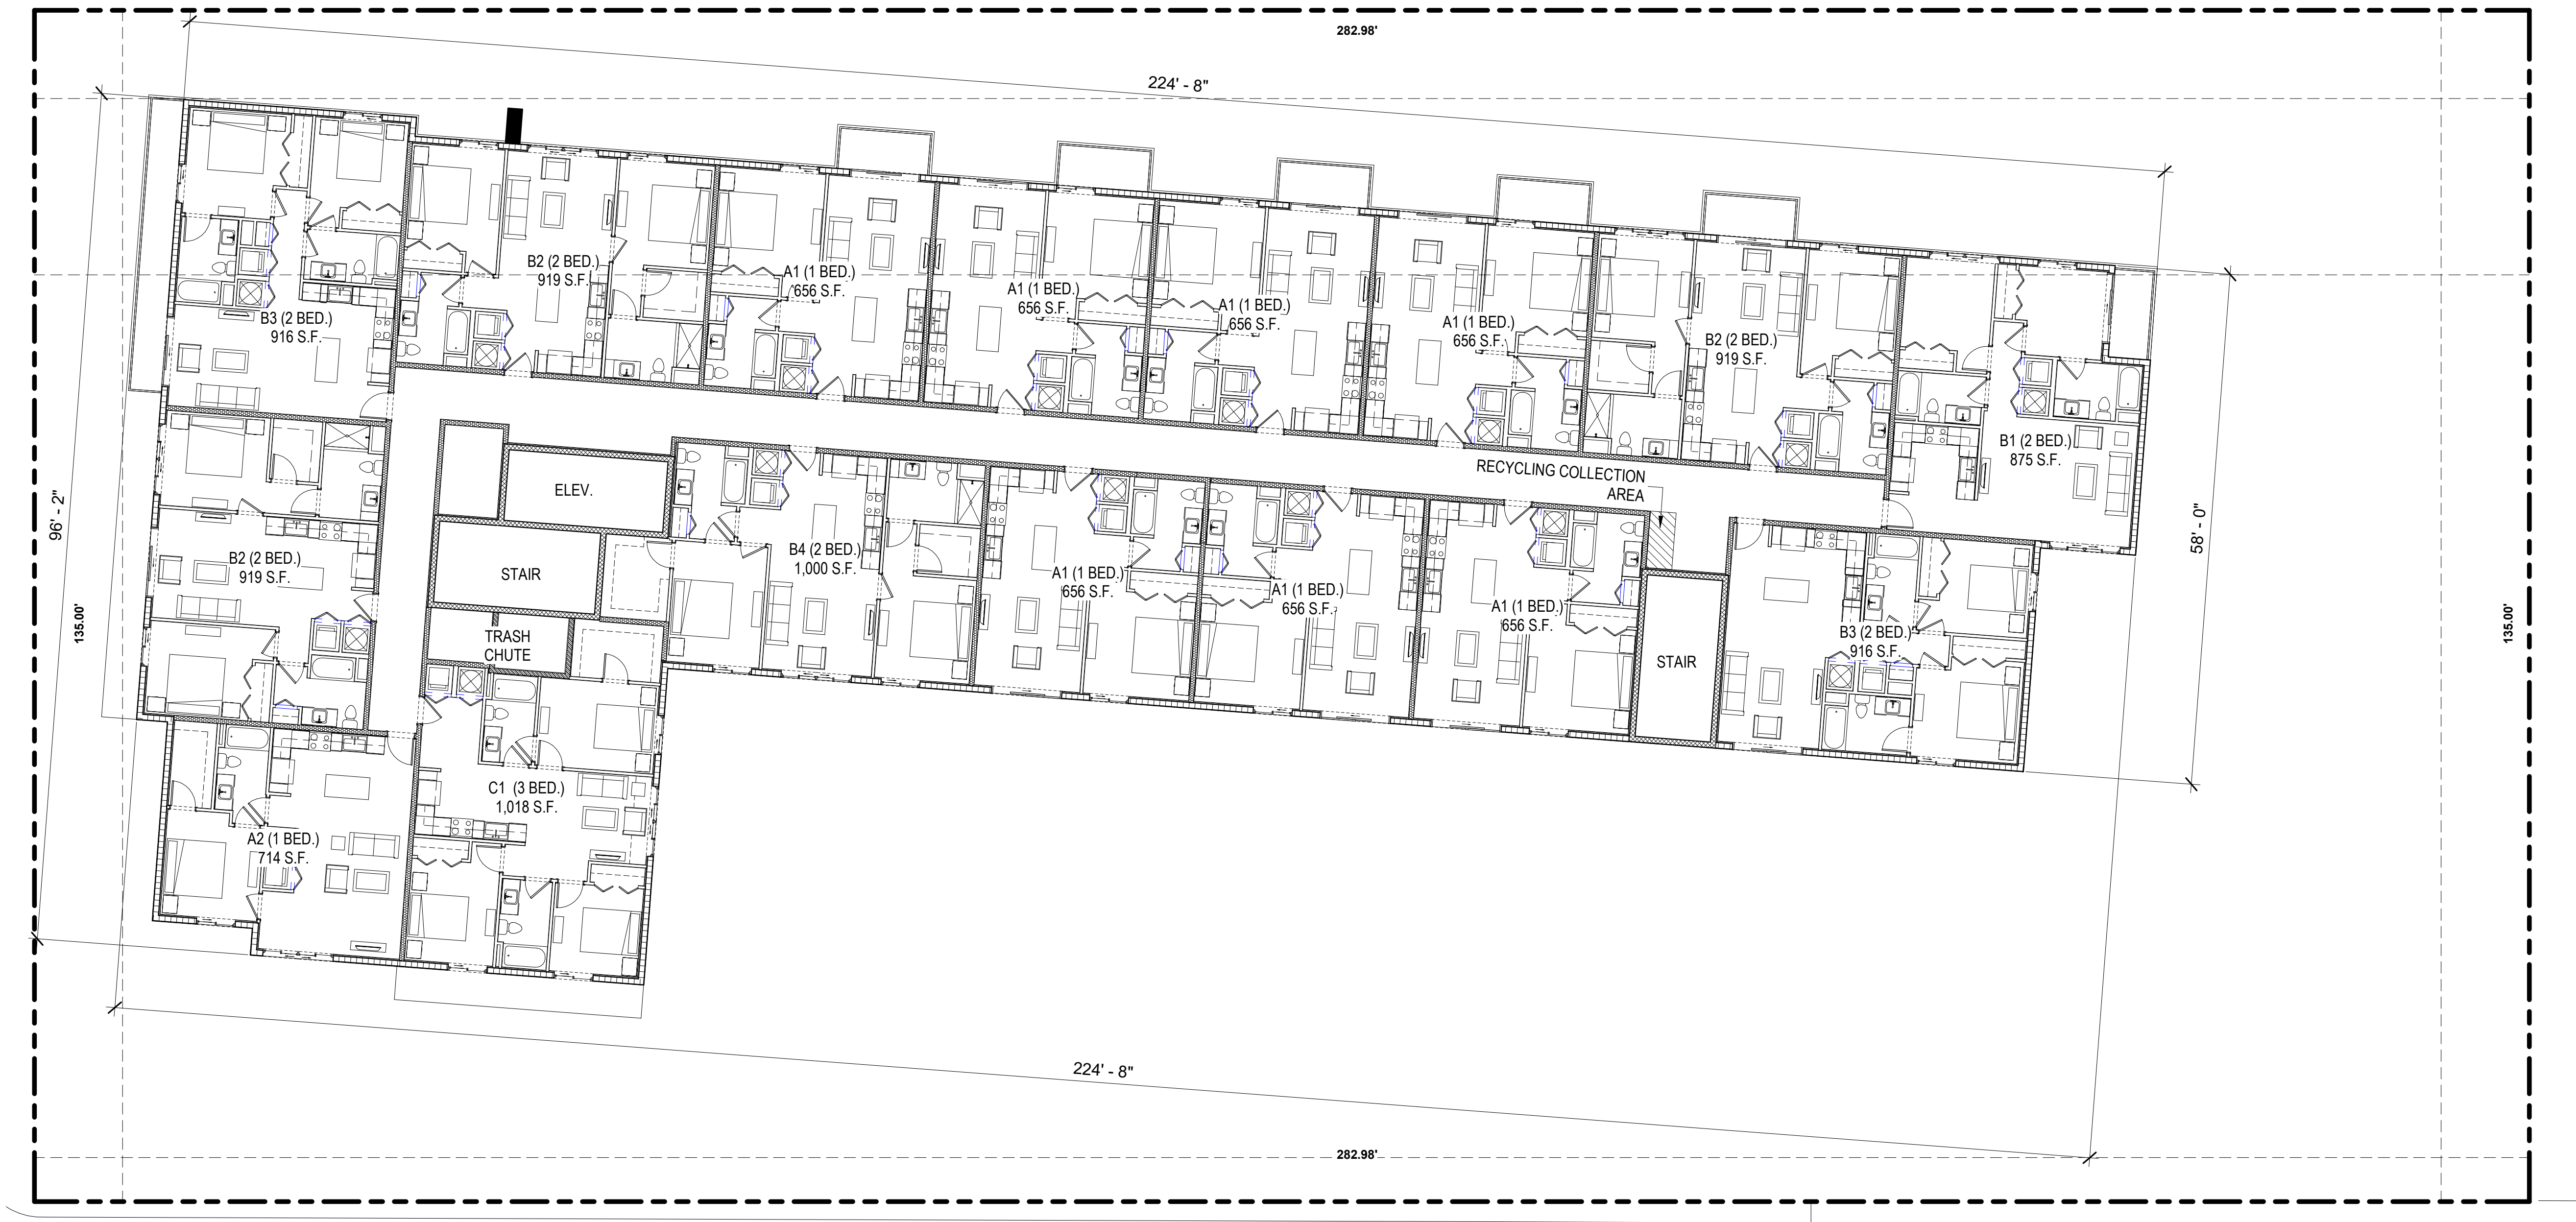 282.98'
224' - 8"
B2 (2 BED.)
919 S.F.
A1 (1 BED.)
656 S.F.
A1 (1 BED.)
656 S.F.
A1 (1 BED.)
656 S.F.
A1 (1 BED.)
656 S.F.
B2 (2 BED.)
919 S.F.
B3 (2 BED.)
916 S.F.
B1 (2 BED.)
875 S.F.
RECYCLING COLLECTION
AREA
ELEV.
96' - 2"
58' - 0"
B4 (2 BED.)
1,000 S.F.
B2 (2 BED.)
919 S.F.
STAIR
A1 (1 BED.)
656 S.F.
A1 (1 BED.)
656 S.F.
A1 (1 BED.)
656 S.F.
135.00'
135.00'
TRASH
CHUTE
B3 (2 BED.)
916 S.F.
STAIR
C1 (3 BED.)
1,018 S.F.
A2 (1 BED.)
714 S.F.
224' - 8"
282.98'